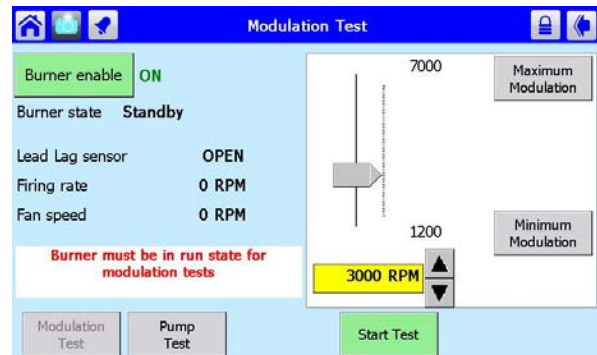 Modulation Test
Burner enable ON
Burner state Standby
Lead Lag sensor OPEN
Firing rate 0 RPM
Fan speed 0 RPM
Burner must be in run state for
modulation tests
7000
1200
3000 RPM
Maximum
Modulation
Minimum
Modulation
Modulation
Test
Pump
Test
Start Test